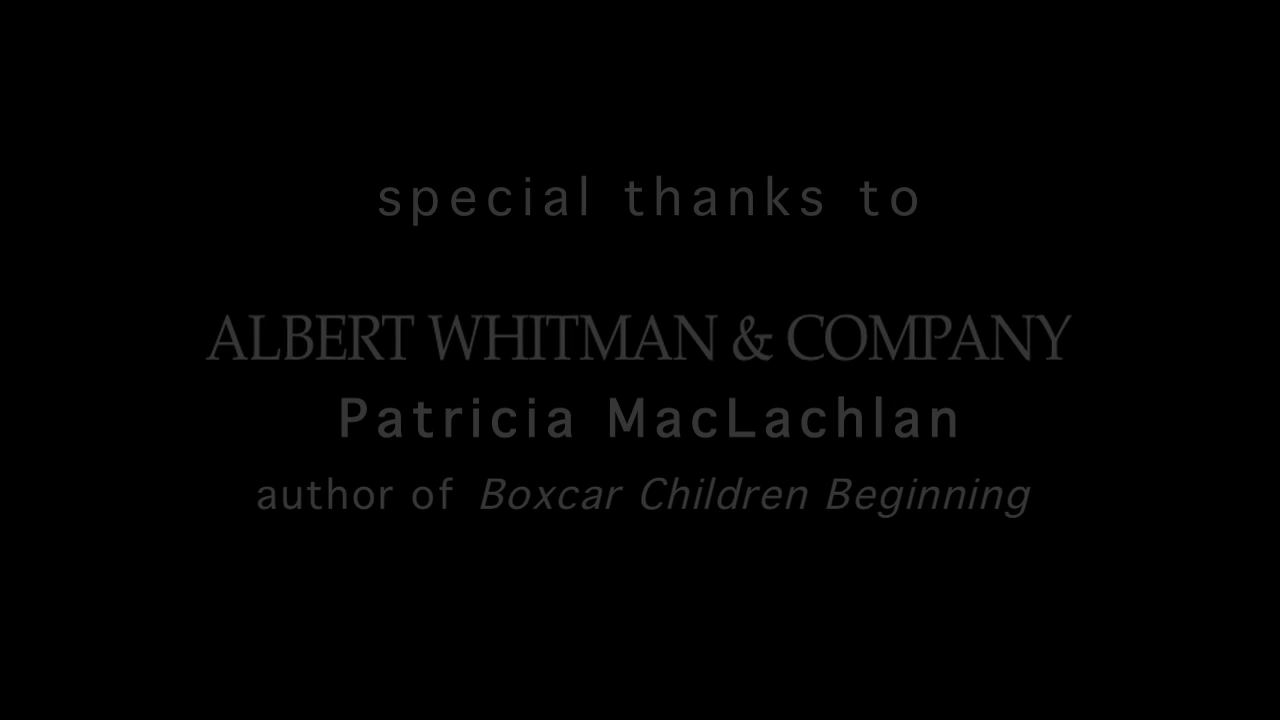 special thanks to
ALBERT WHITMAN & COMPANY
Patricia MacLachlan
author of Boxcar Children Beginning